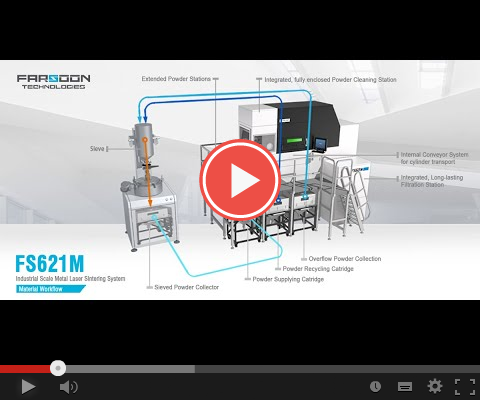 FARSOON
TECHNOLOGIES
Extended Powder Stations
Integrated, fully enclosed Powder Cleaning Station
Sieve
Internal Conveyor System
for cylinder transport
Integrated, Long-lasting
Filtration Station
Overflow Powder Collection
Powder Recycling Catridge
Powder Supplying Catridge
Sieved Powder Collector
FS621M
Industrial Scale Metal Laser Sintering System
Material Workflow